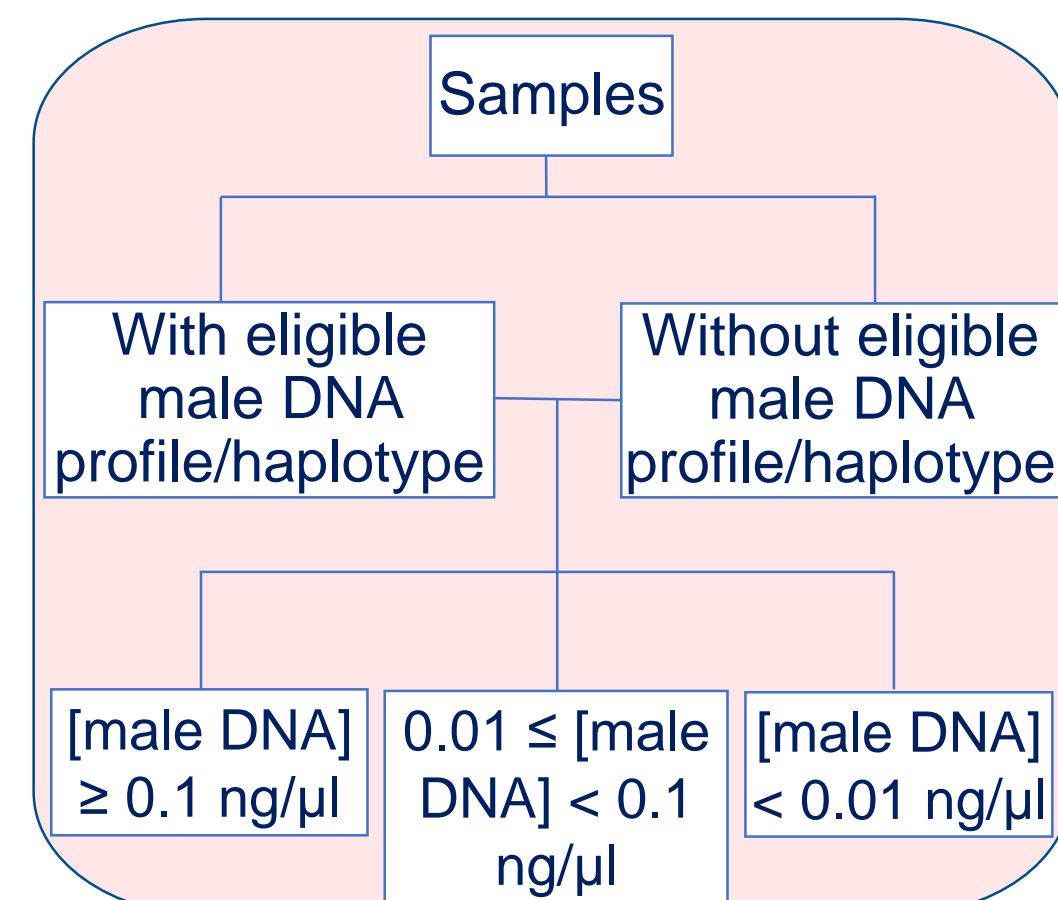 Samples
With eligible
male DNA
profile/haplotype
Without eligible
male DNA
profile/haplotype
[male DNA]
≥ 0.1 ng/µl
0.01 ≤ [male
DNA] < 0.1
ng/µl
[male DNA]
< 0.01 ng/µl